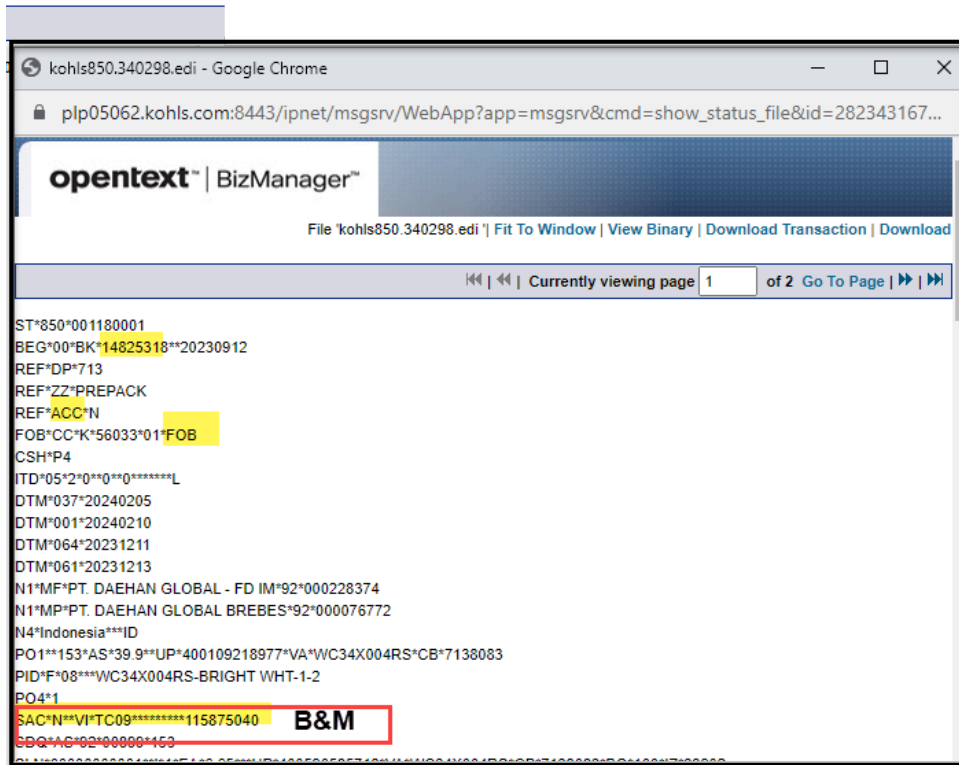 kohls850.340298.edi - Google Chrome
plp05062.kohls.com:8443/ipnet/msgsrv/WebApp?app=msgsrv&cmd=show_status_file&id=282343167...
opentext™ | BizManager™
File 'kohls850.340298.edi '| Fit To Window | View Binary | Download Transaction | Download
| | Currently viewing page 1 of 2 Go To Page | |
ST*850*001180001
BEG*00*BK*14825318**20230912
REF*DP*713
REF*ZZ*PREPACK
REF*ACC*N
FOB*CC*K*56033*01*FOB
CSH*P4
ITD*05*2*0**0**0*******L
DTM*037*20240205
DTM*001*20240210
DTM*064*20231211
DTM*061*20231213
N1*MF*PT. DAEHAN GLOBAL - FD IM*92*000228374
N1*MP*PT. DAEHAN GLOBAL BREBES*92*000076772
N4*Indonesia***ID
PO1**153*AS*39.9**UP*400109218977*VA*WC34X004RS*CB*7138083
PID*F*08***WC34X004RS-BRIGHT WHT-1-2
PO4*1
SAC*N**VI*TC09*********115875040 B&M